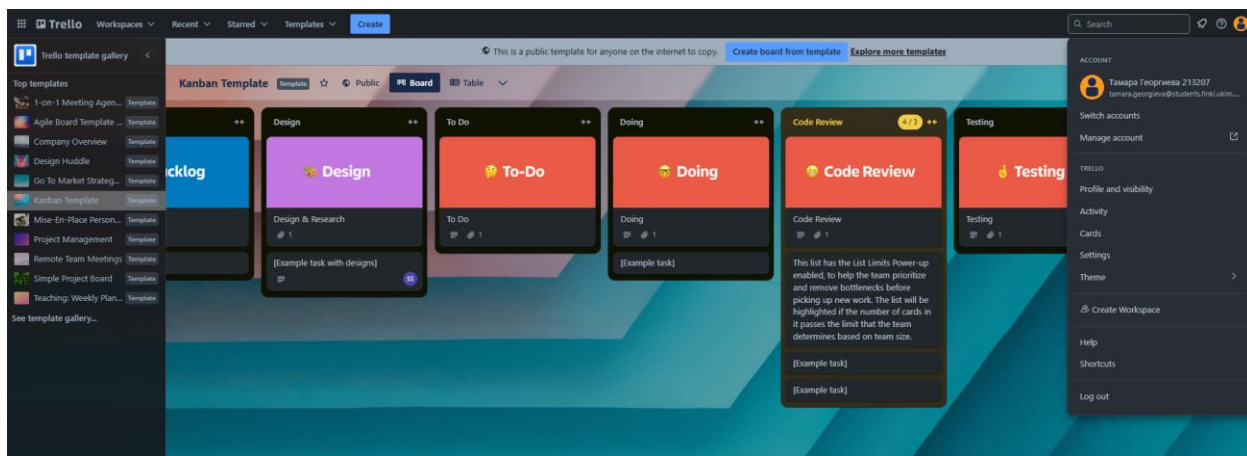 Trello
Workspaces
Recent
Starred
Templates
Create
Search
Trello template gallery
This is a public template for anyone on the internet to copy.
Create board from template
Explore more templates
Top templates
1-on-1 Meeting Agen... Template
Agile Board Template ... Template
Company Overview Template
Design Huddle Template
Go To Market Strateg... Template
Kanban Template Template
Mise-En-Place Person... Template
Project Management Template
Remote Team Meetings Template
Simple Project Board Template
Teaching: Weekly Plan... Template
See template gallery...
Kanban Template
Template
Public
Board
Table
cklog
Design
Design
Design & Research
1
[Example task with designs]
SS
To Do
To-Do
To Do
1
Doing
Doing
Doing
1
[Example task]
Code Review
4/3
Code Review
Code Review
1
This list has the List Limits Power-up
enabled, to help the team prioritize
and remove bottlenecks before
picking up new work. The list will be
highlighted if the number of cards in
it passes the limit that the team
determines based on team size.
[Example task]
[Example task]
Testing
Testing
Testing
1
ACCOUNT
Тамара Георгиева 213207
tamara.georgieva@students.finki.ukim....
Switch accounts
Manage account
TRELLO
Profile and visibility
Activity
Cards
Settings
Theme
Create Workspace
Help
Shortcuts
Log out